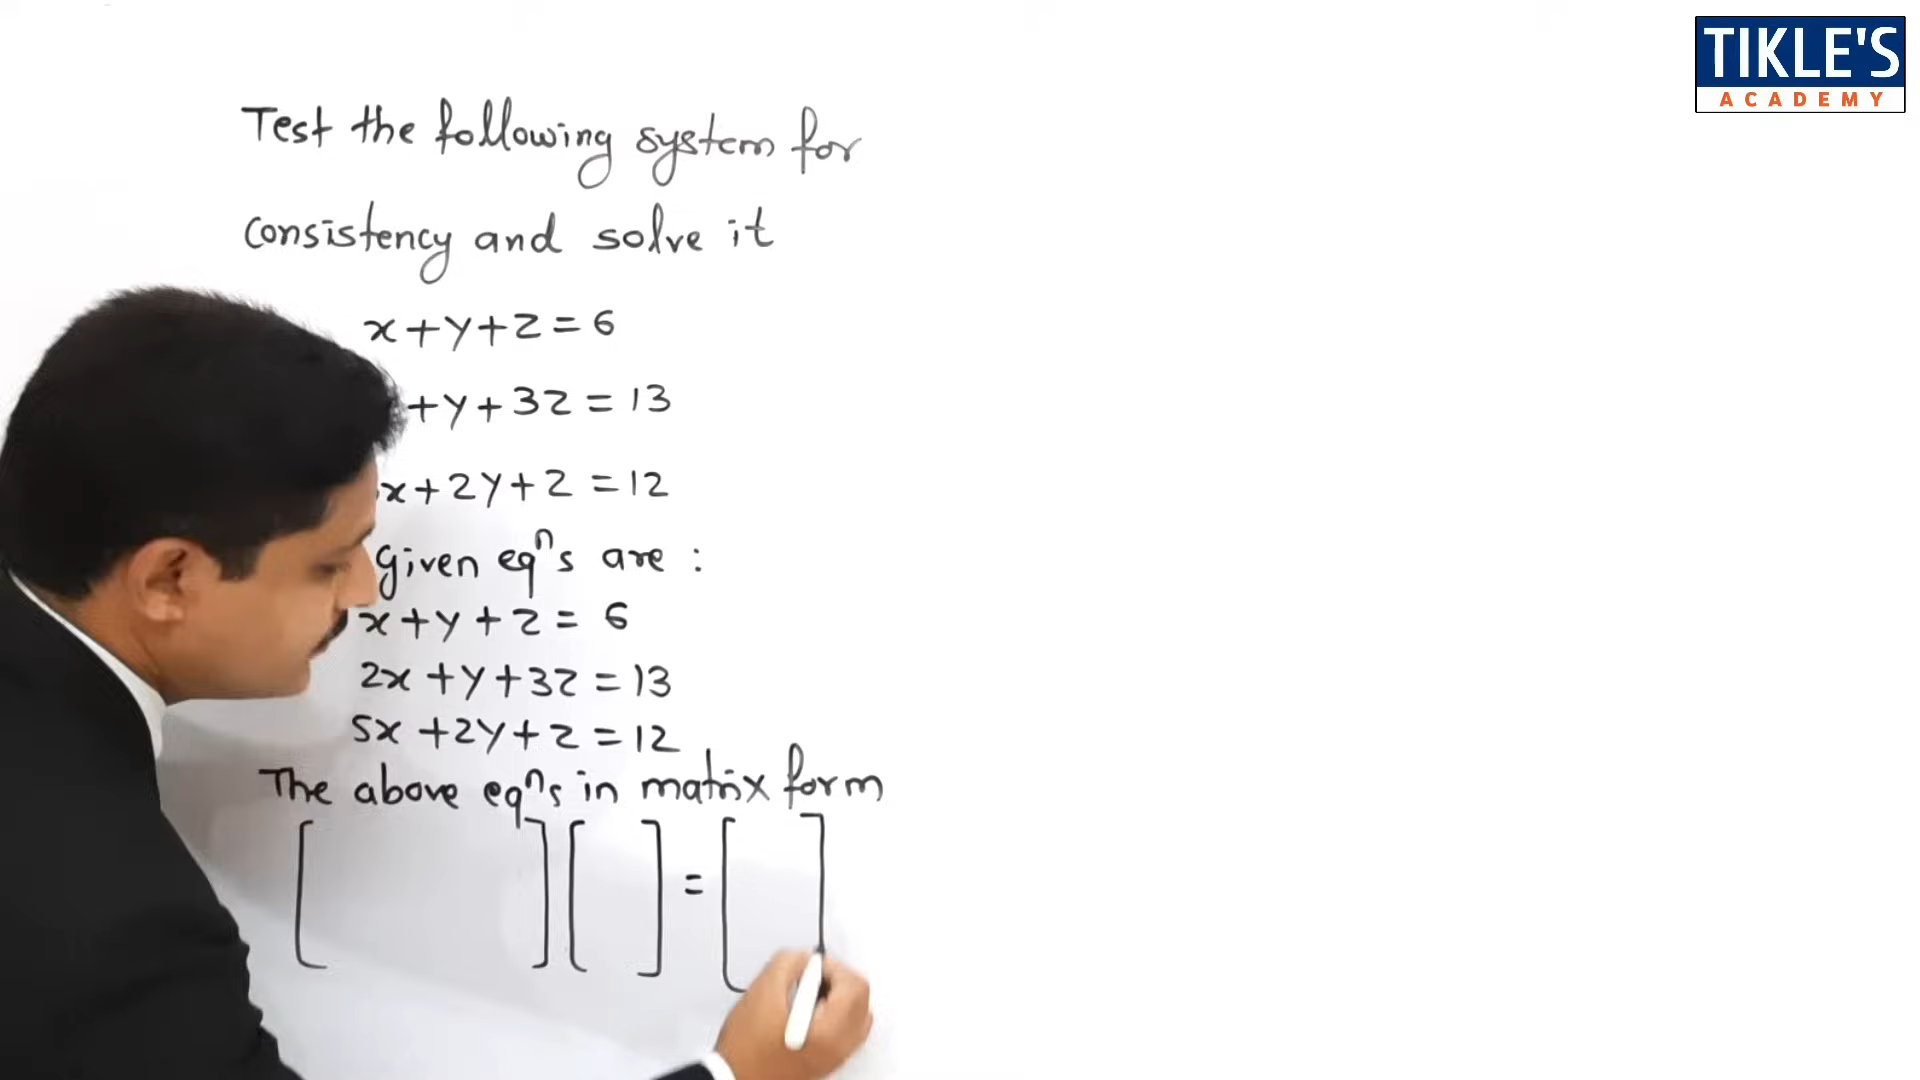 TIKLE'S
ACADEMY
Test the following system for
consistency and solve it
x+y+z=6
+y+3z=13
x+2y+z=12
Given eqⁿs are :
x+y+z=6
2x+y+3z=13
5x+2y+z=12
The above eqⁿs in matrix form
[ ] [ ] = [ ]